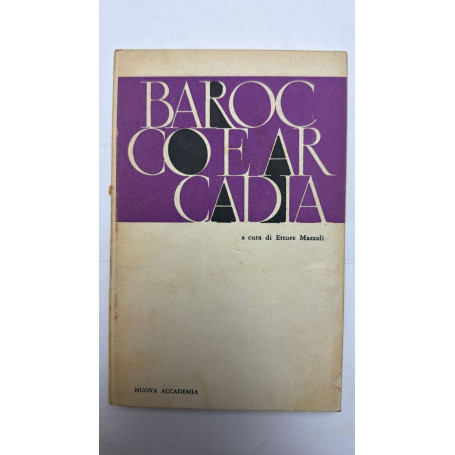 BAROC
CO E AR
CADIA
a cura di Ettore Mazzali
NUOVA ACCADEMIA